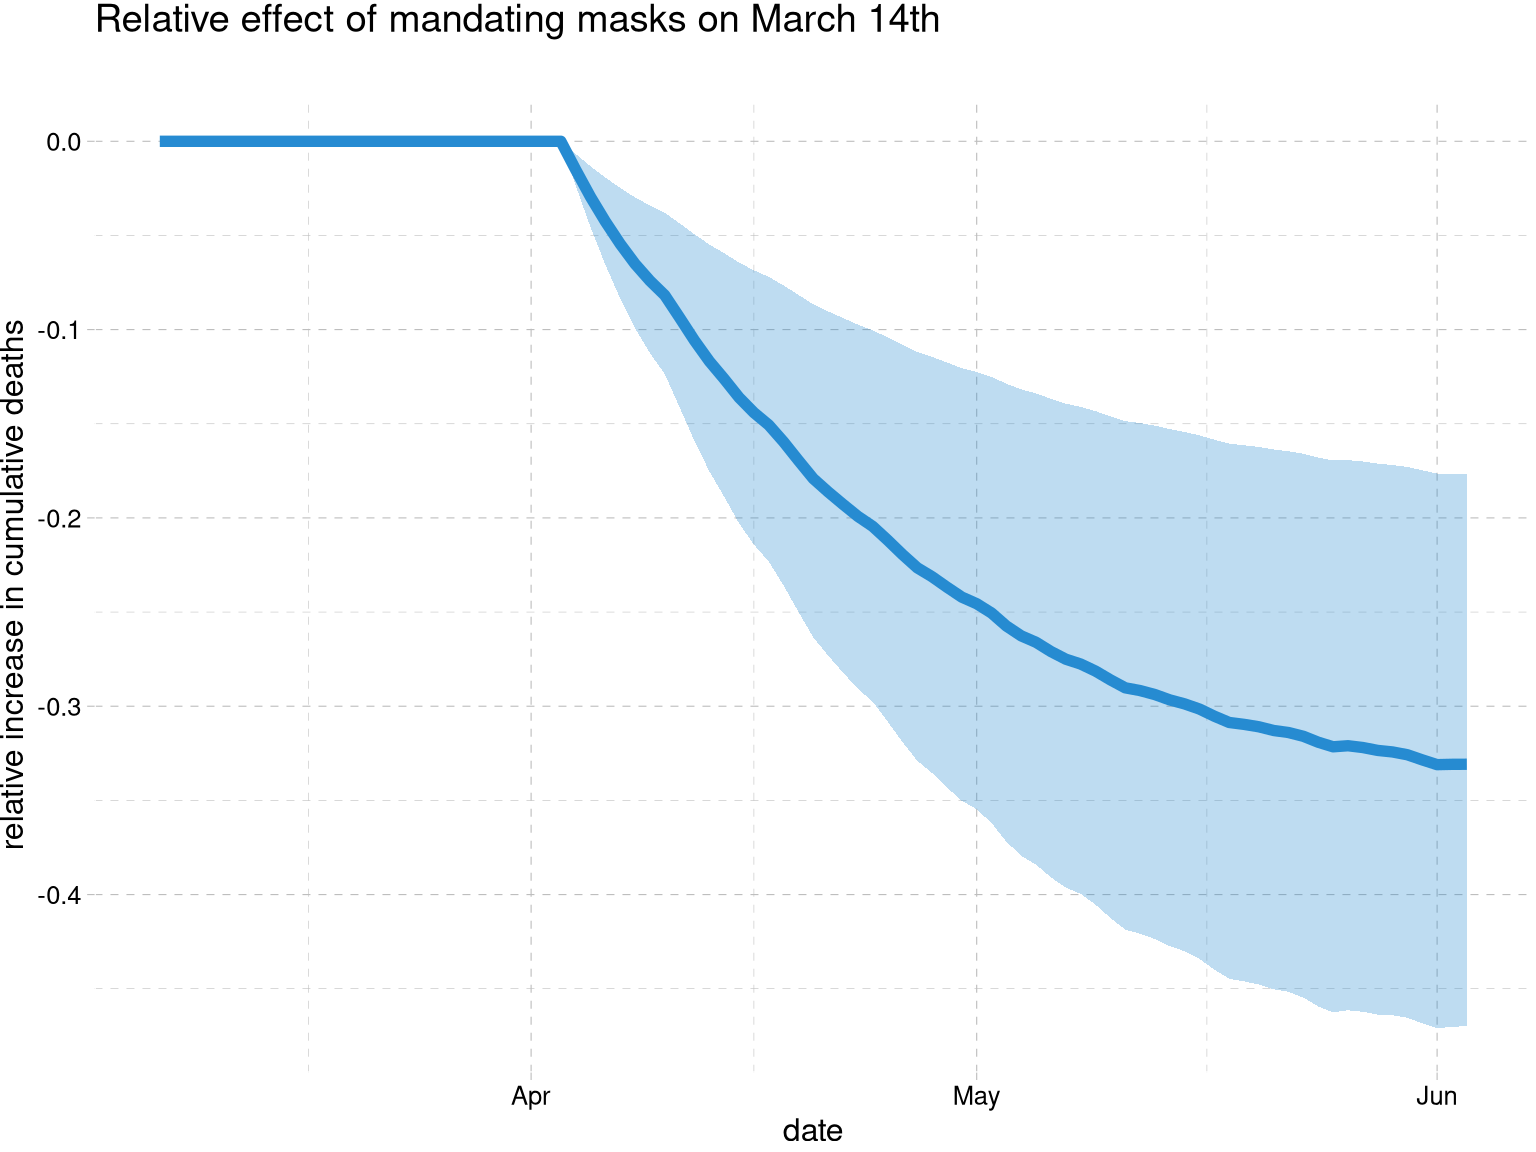 Relative effect of mandating masks on March 14th
relative increase in cumulative deaths
0.0
-0.1
-0.2
-0.3
-0.4
Apr
May
Jun
date